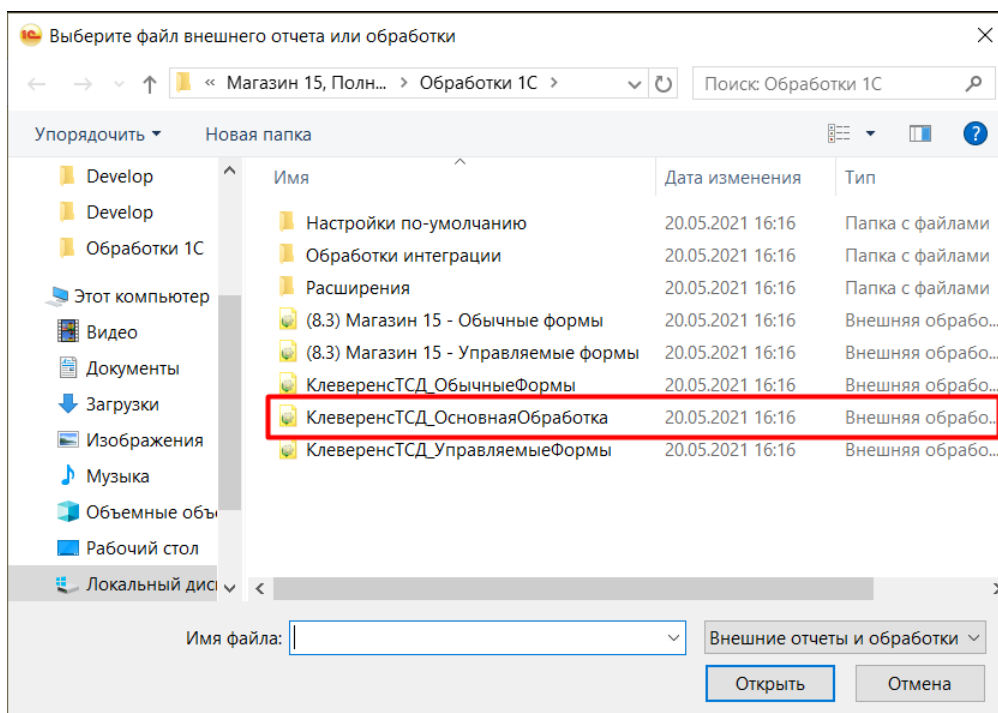 1C Выберите файл внешнего отчета или обработки
« Магазин 15, Полн... > Обработки 1С >
Поиск: Обработки 1С
Упорядочить Новая папка
?
Имя Дата изменения Тип
Develop
Develop
Обработки 1С
Этот компьютер
Видео
Документы
Загрузки
Изображения
Музыка
Объемные объ
Рабочий стол
Локальный дис
Настройки по-умолчанию 20.05.2021 16:16 Папка с файлами
Обработки интеграции 20.05.2021 16:16 Папка с файлами
Расширения 20.05.2021 16:16 Папка с файлами
(8.3) Магазин 15 - Обычные формы 20.05.2021 16:16 Внешняя обрабо...
(8.3) Магазин 15 - Управляемые формы 20.05.2021 16:16 Внешняя обрабо...
КлеверенсТСД_ОбычныеФормы 20.05.2021 16:16 Внешняя обрабо...
КлеверенсТСД_ОсновнаяОбработка 20.05.2021 16:16 Внешняя обрабо...
КлеверенсТСД_УправляемыеФормы 20.05.2021 16:16 Внешняя обрабо...
Имя файла:
Внешние отчеты и обработки
Открыть Отмена